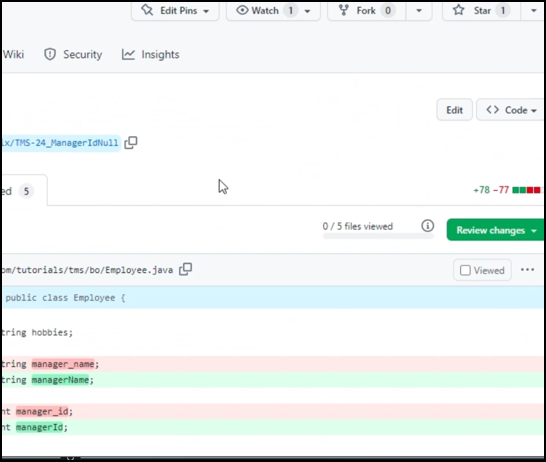 Edit Pins Watch 1 Fork 0 Star 1
Wiki Security Insights
Edit <> Code
ix/TMS-24_ManagerIdNull
ed 5 +78 −77
0 / 5 files viewed Review changes
om/tutorials/tms/bo/Employee.java Viewed ...
public class Employee {
tring hobbies;
tring manager_name;
tring managerName;
nt manager_id;
nt managerId;